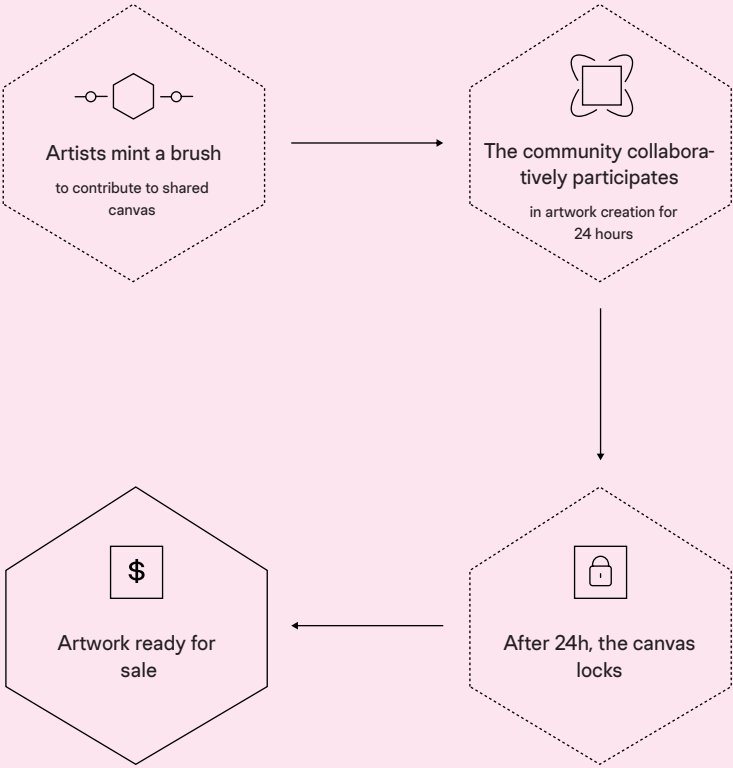 Artists mint a brush
to contribute to shared
canvas
The community collabora-
tively participates
in artwork creation for
24 hours
After 24h, the canvas
locks
$
Artwork ready for
sale